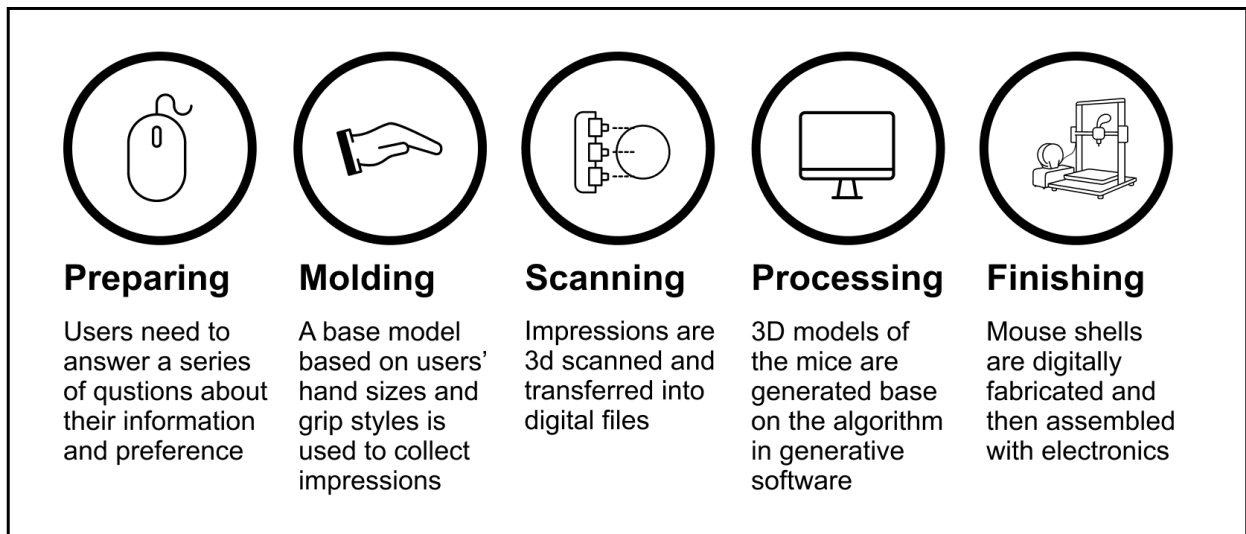 Preparing
Users need to
answer a series
of qustions about
their information
and preference
Molding
A base model
based on users’
hand sizes and
grip styles is
used to collect
impressions
Scanning
Impressions are
3d scanned and
transferred into
digital files
Processing
3D models of
the mice are
generated base
on the algorithm
in generative
software
Finishing
Mouse shells
are digitally
fabricated and
then assembled
with electronics